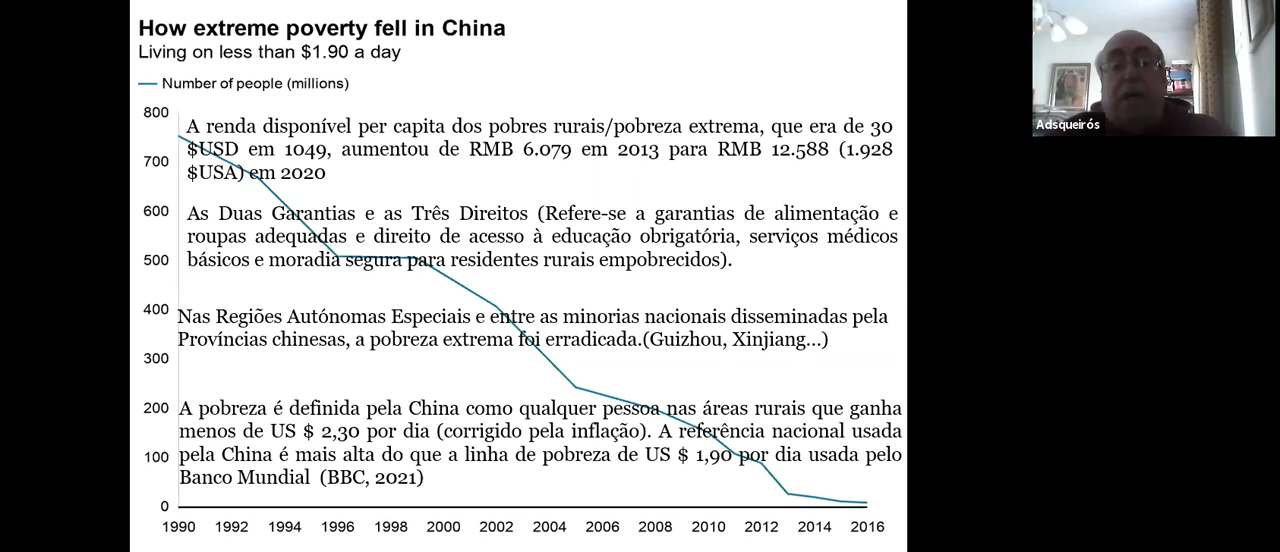 How extreme poverty fell in China
Living on less than $1.90 a day
Number of people (millions)
800
700
600
500
400
300
200
100
0
1990 1992 1994 1996 1998 2000 2002 2004 2006 2008 2010 2012 2014 2016
A renda disponível per capita dos pobres rurais/pobreza extrema, que era de 30
$USD em 1049, aumentou de RMB 6.079 em 2013 para RMB 12.588 (1.928
$USA) em 2020
As Duas Garantias e as Três Direitos (Refere-se a garantias de alimentação e
roupas adequadas e direito de acesso à educação obrigatória, serviços médicos
básicos e moradia segura para residentes rurais empobrecidos).
Nas Regiões Autónomas Especiais e entre as minorias nacionais disseminadas pela
Províncias chinesas, a pobreza extrema foi erradicada.(Guizhou, Xinjiang...)
A pobreza é definida pela China como qualquer pessoa nas áreas rurais que ganha
menos de US $ 2,30 por dia (corrigido pela inflação). A referência nacional usada
pela China é mais alta do que a linha de pobreza de US $ 1,90 por dia usada pelo
Banco Mundial (BBC, 2021)
Adsqueirós